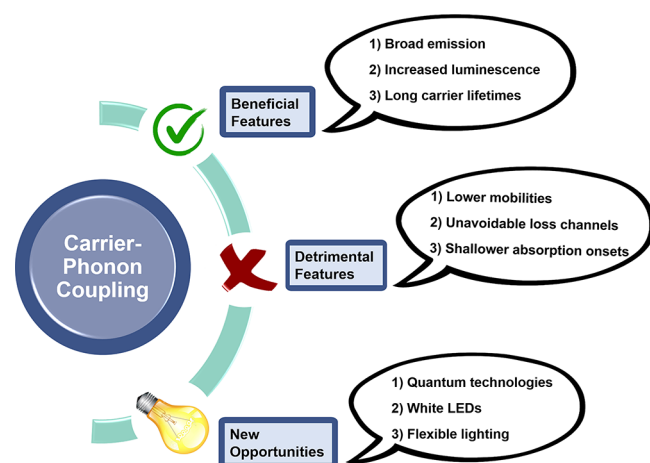 1) Broad emission
2) Increased luminescence
3) Long carrier lifetimes
Beneficial
Features
Carrier-
Phonon
Coupling
1) Lower mobilities
2) Unavoidable loss channels
3) Shallower absorption onsets
Detrimental
Features
1) Quantum technologies
2) White LEDs
3) Flexible lighting
New
Opportunities